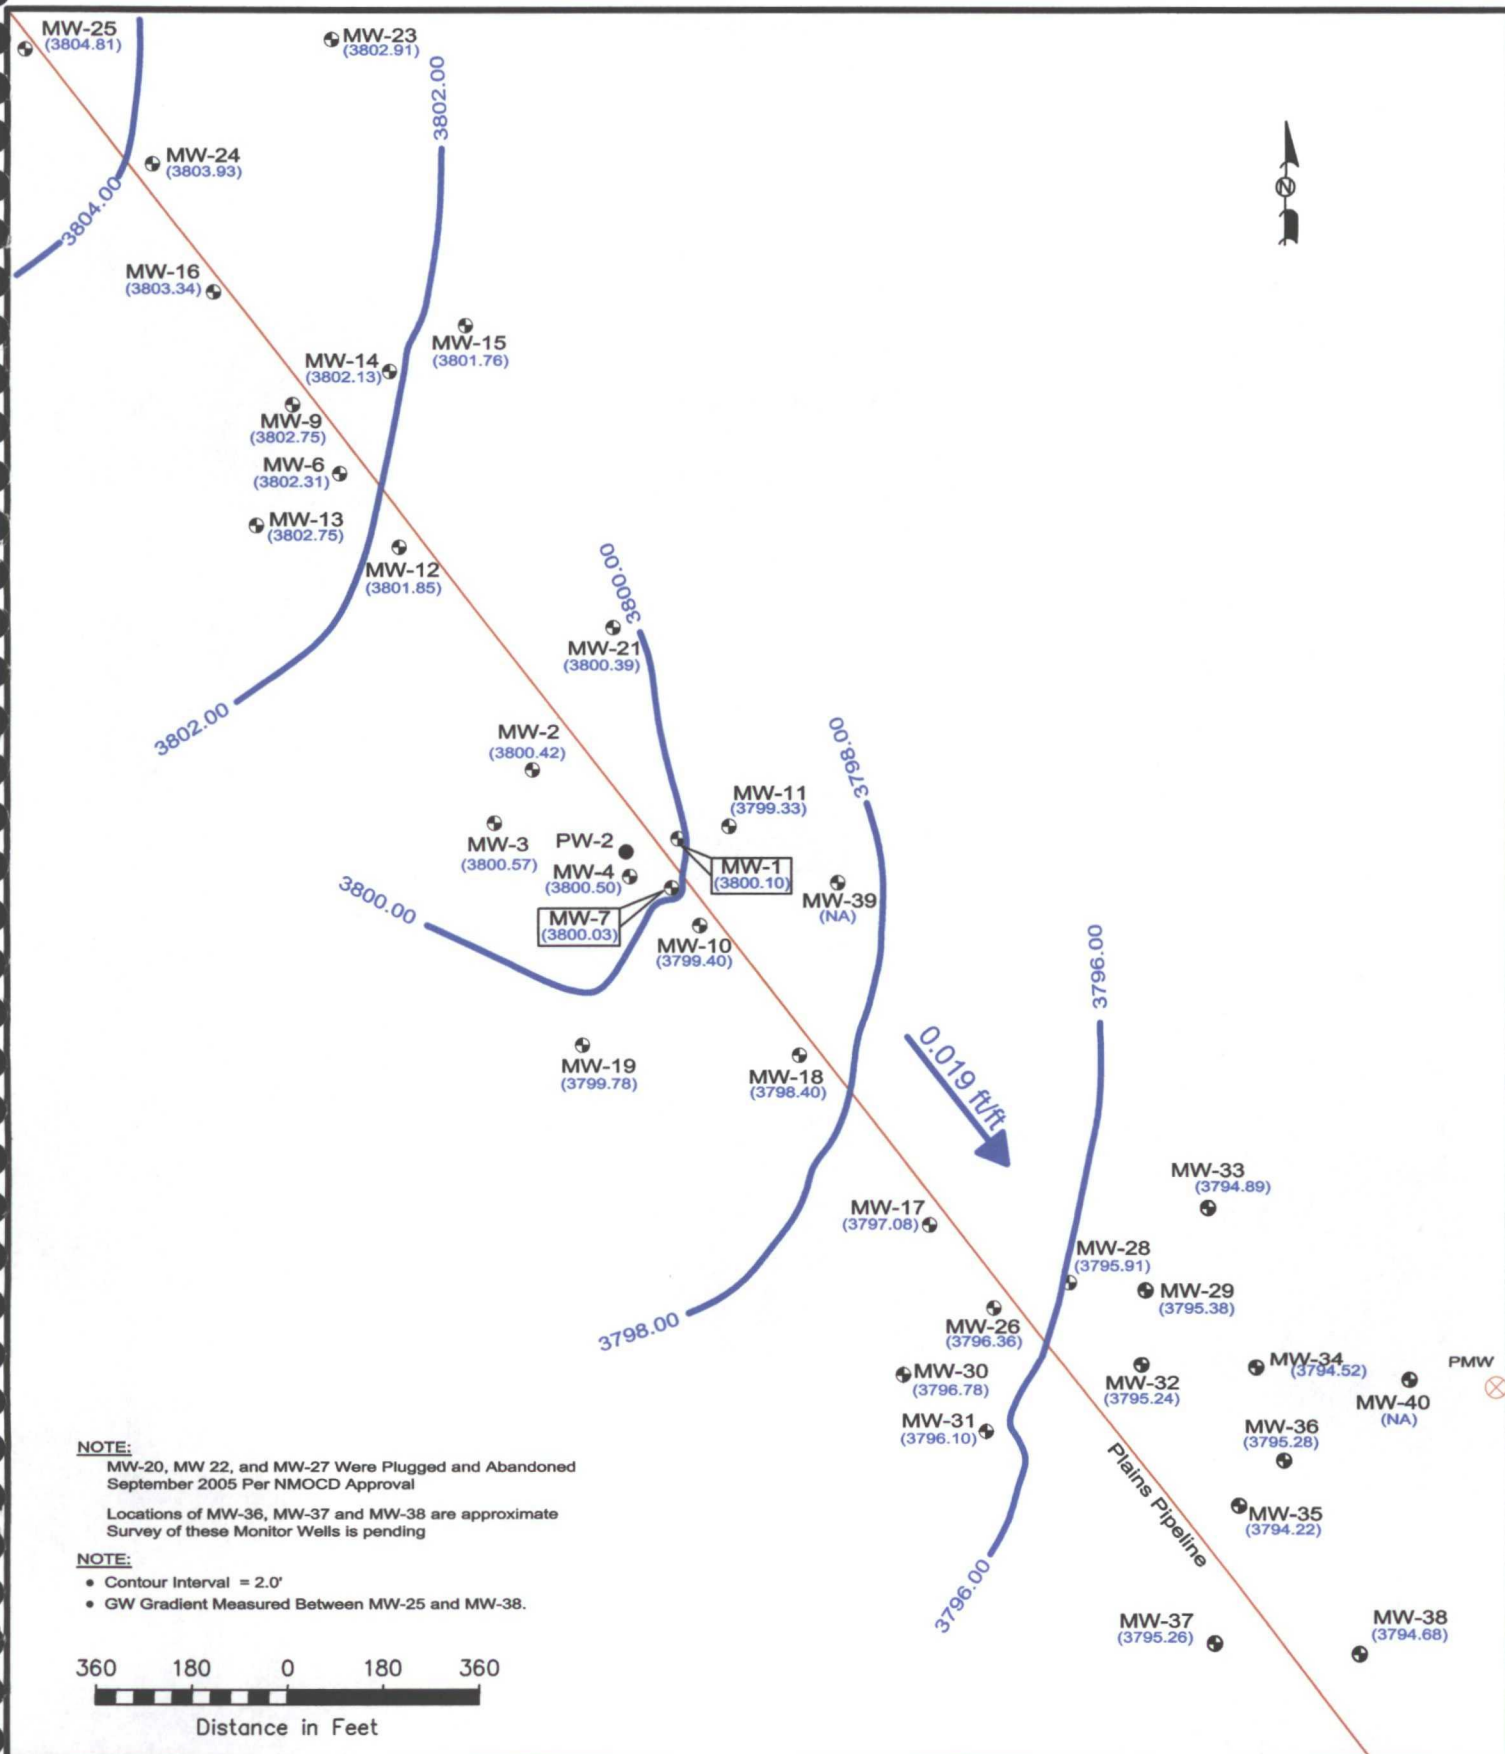 MW-25
(3804.81)
MW-23
(3802.91)
3802.00
MW-24
(3803.93)
3804.00
N
MW-16
(3803.34)
MW-15
(3801.76)
MW-14
(3802.13)
MW-9
(3802.75)
MW-6
(3802.31)
MW-13
(3802.75)
MW-12
(3801.85)
3800.00
MW-21
(3800.39)
3802.00
MW-2
(3800.42)
3798.00
MW-11
(3799.33)
MW-3
(3800.57)
PW-2
MW-4
(3800.50)
MW-1
(3800.10)
MW-39
(NA)
3800.00
MW-7
(3800.03)
MW-10
(3799.40)
3796.00
MW-19
(3799.78)
MW-18
(3798.40)
0.019 ft/ft
MW-33
(3794.89)
MW-17
(3797.08)
MW-28
(3795.91)
MW-29
(3795.38)
3798.00
MW-26
(3796.36)
MW-30
(3796.78)
MW-32
(3795.24)
MW-34
(3794.52)
PMW
MW-40
(NA)
MW-31
(3796.10)
MW-36
(3795.28)
Plains Pipeline
MW-35
(3794.22)
3796.00
MW-37
(3795.26)
MW-38
(3794.68)
NOTE:
MW-20, MW 22, and MW-27 Were Plugged and Abandoned
September 2005 Per NMOCD Approval
Locations of MW-36, MW-37 and MW-38 are approximate
Survey of these Monitor Wells is pending
NOTE:
• Contour Interval = 2.0'
• GW Gradient Measured Between MW-25 and MW-38.
360 180 0 180 360
Distance in Feet